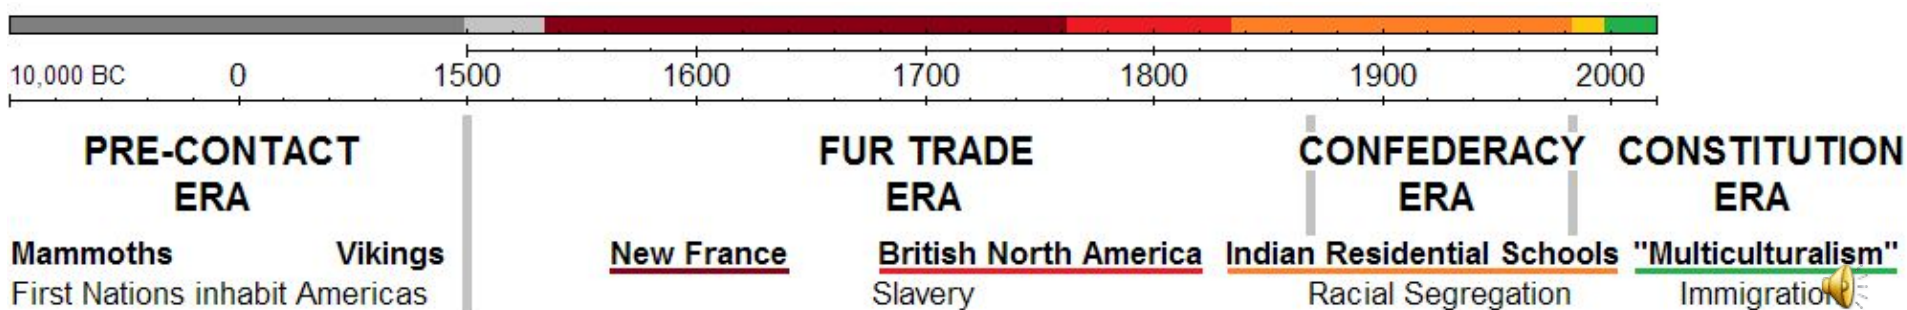 10,000 BC 0 1500 1600 1700 1800 1900 2000
PRE-CONTACT ERA
FUR TRADE ERA
CONFEDERACY ERA
CONSTITUTION ERA
Mammoths Vikings New France British North America Indian Residential Schools "Multiculturalism"
First Nations inhabit Americas Slavery Racial Segregation Immigration